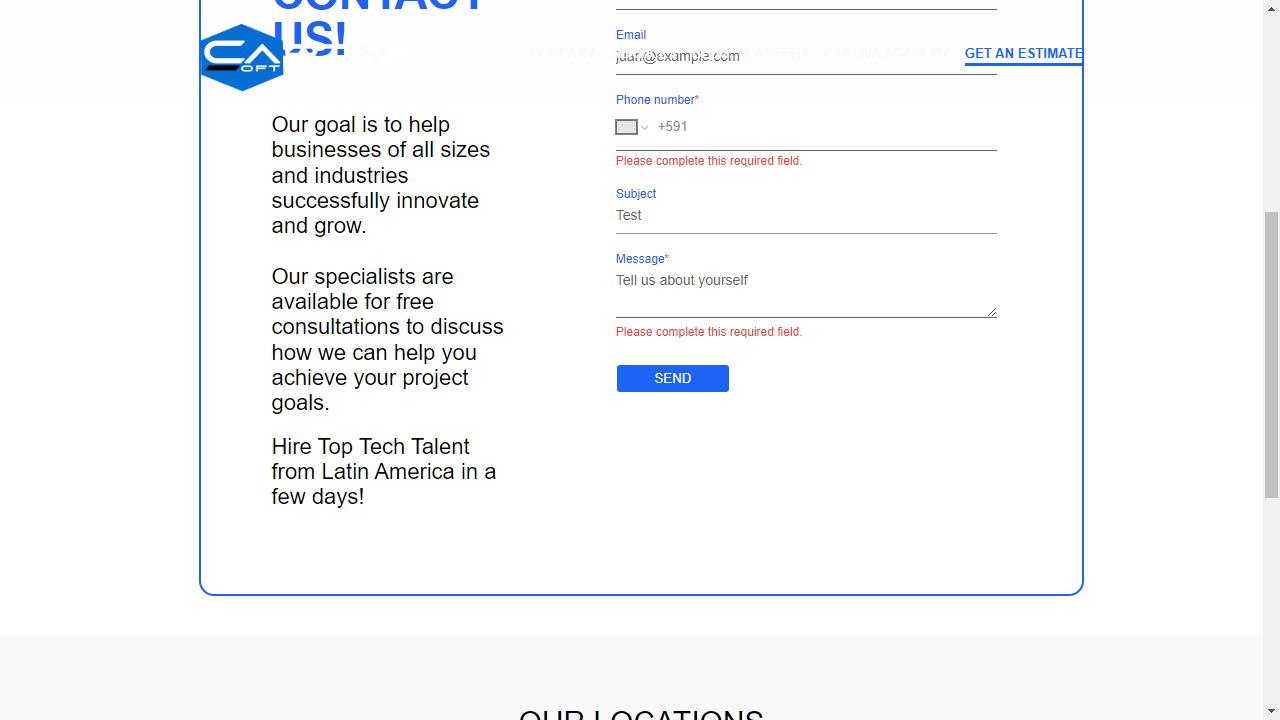 CONTACT
US!
CA
OFT
GET AN ESTIMATE
Our goal is to help
businesses of all sizes
and industries
successfully innovate
and grow.
Our specialists are
available for free
consultations to discuss
how we can help you
achieve your project
goals.
Hire Top Tech Talent
from Latin America in a
few days!
Email
juan@example.com
Phone number*
+591
Please complete this required field.
Subject
Test
Message*
Tell us about yourself
Please complete this required field.
SEND
OUR LOCATIONS